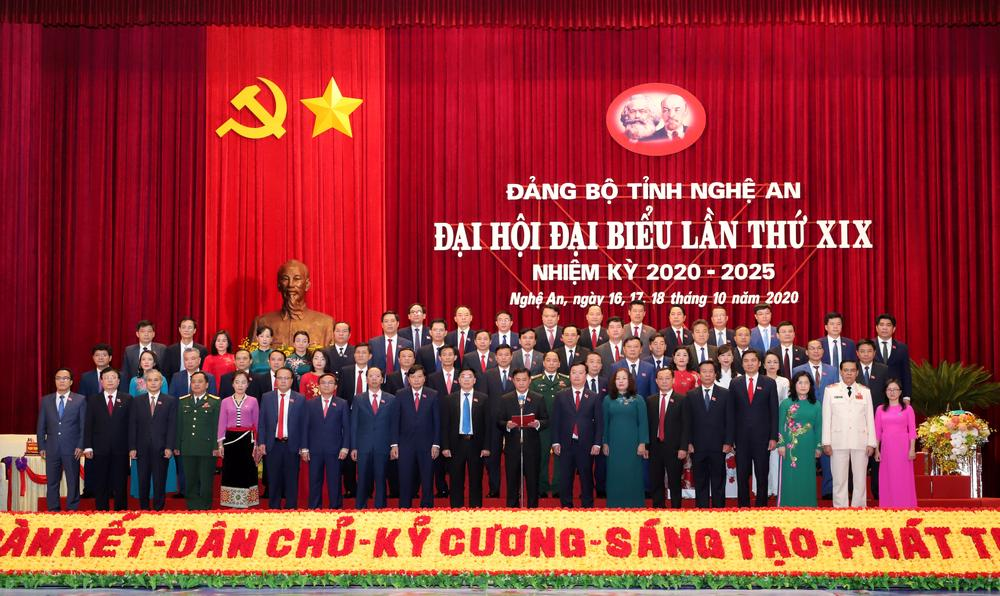 ĐẢNG BỘ TỈNH NGHỆ AN
ĐẠI HỘI ĐẠI BIỂU LẦN THỨ XIX
NHIỆM KỲ 2020 - 2025
Nghệ An, ngày 16, 17, 18 tháng 10 năm 2020
KẾT-DÂN CHỦ-KỶ CƯƠNG-SÁNG TẠO-PHÁT